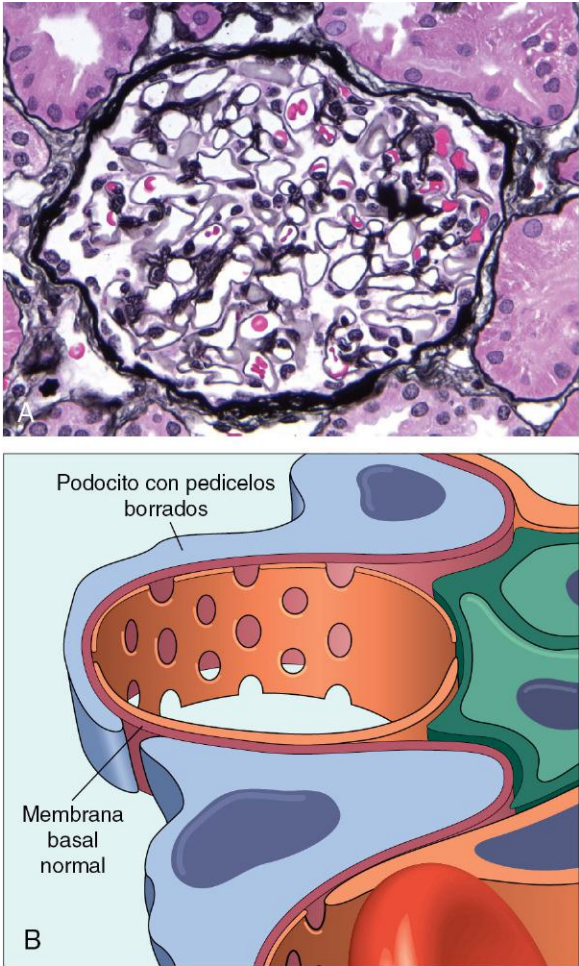 A
Podocito con pedicelos
borrados
Membrana
basal
normal
B